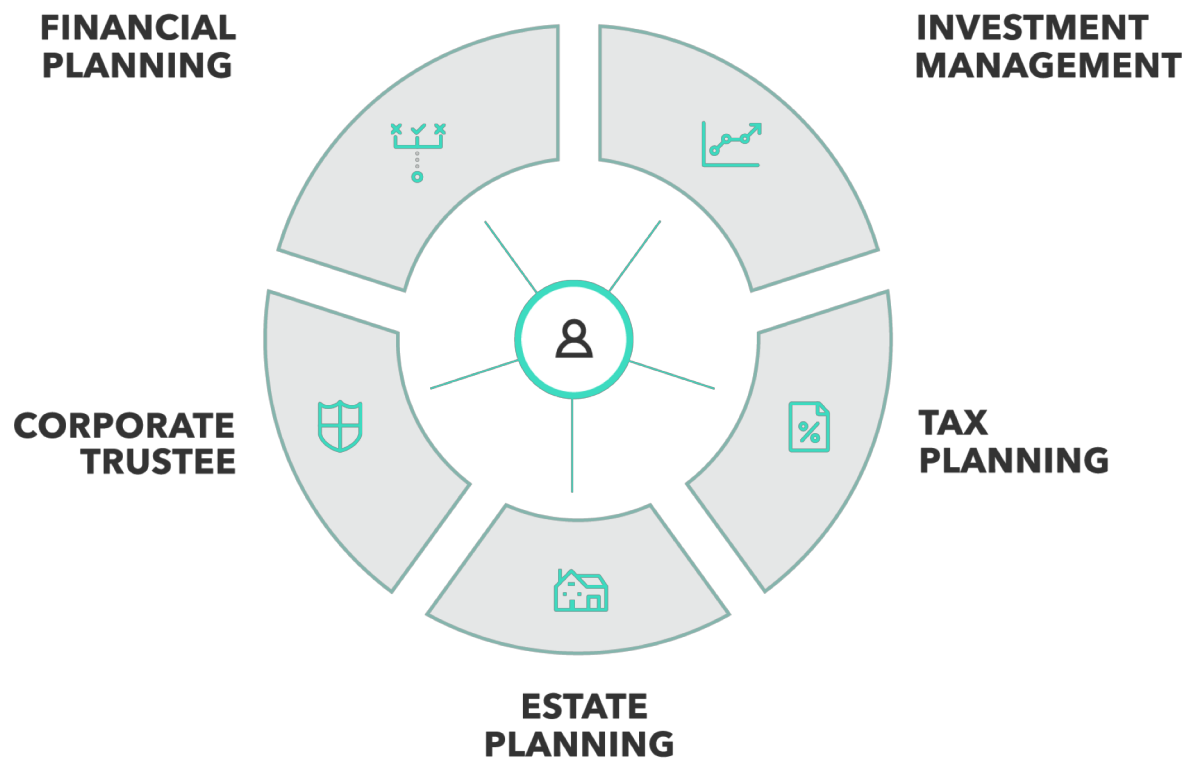 FINANCIAL
PLANNING
INVESTMENT
MANAGEMENT
CORPORATE
TRUSTEE
TAX
PLANNING
ESTATE
PLANNING